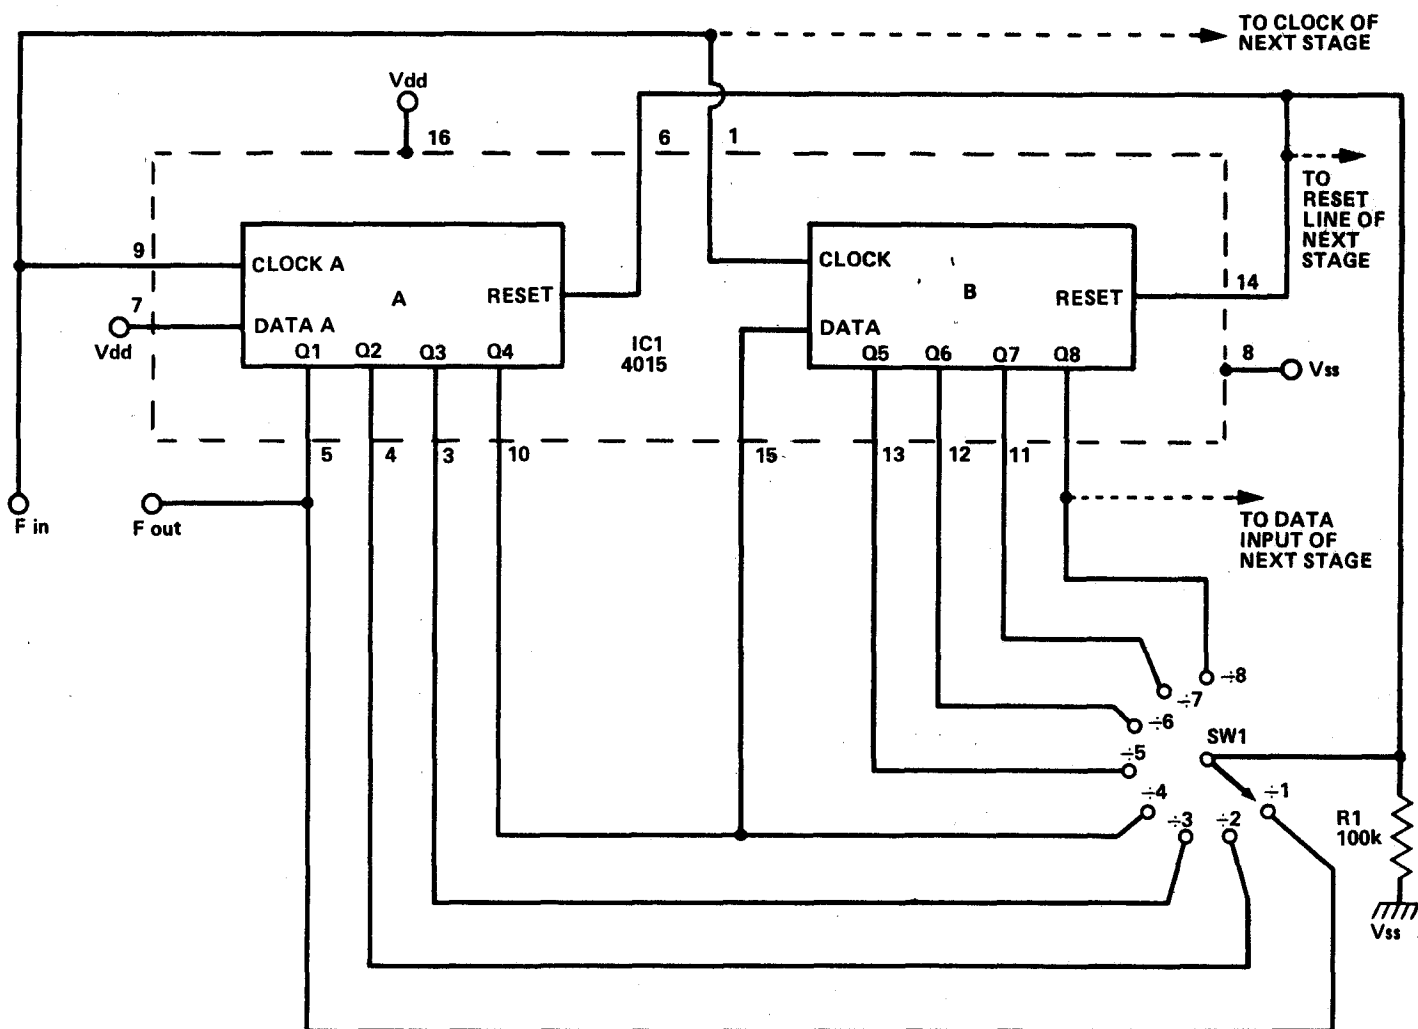 TO CLOCK OF
NEXT STAGE
Vdd
16
6
1
TO
RESET
LINE OF
NEXT
STAGE
9
CLOCK A
A
RESET
7
DATA A
Vdd
Q1 Q2 Q3 Q4
IC1
4015
CLOCK
B
RESET
14
DATA
Q5 Q6 Q7 Q8
8
Vss
5
4
3
10
15
13
12
11
F in
F out
TO DATA
INPUT OF
NEXT STAGE
÷8
÷7
÷6
SW1
÷5
÷4
÷3
÷2
÷1
R1
100k
Vss